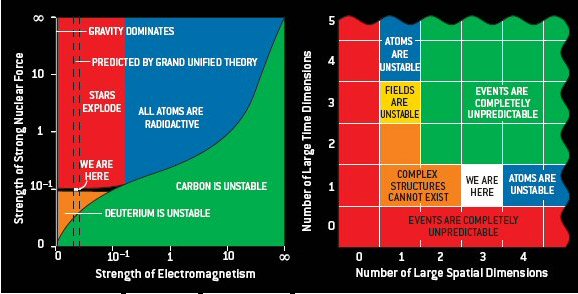 Strength of Strong Nuclear Force
∞
10
1
10⁻¹
0
GRAVITY DOMINATES
PREDICTED BY GRAND UNIFIED THEORY
STARS
EXPLODE
ALL ATOMS ARE
RADIOACTIVE
WE ARE
HERE
CARBON IS UNSTABLE
DEUTERIUM IS UNSTABLE
0
10⁻¹
1
10
∞
Strength of Electromagnetism
Number of Large Time Dimensions
5
4
3
2
1
0
ATOMS
ARE
UNSTABLE
FIELDS
ARE
UNSTABLE
EVENTS ARE
COMPLETELY
UNPREDICTABLE
COMPLEX
STRUCTURES
CANNOT EXIST
WE ARE
HERE
ATOMS ARE
UNSTABLE
EVENTS ARE COMPLETELY
UNPREDICTABLE
0
1
2
3
4
5
Number of Large Spatial Dimensions